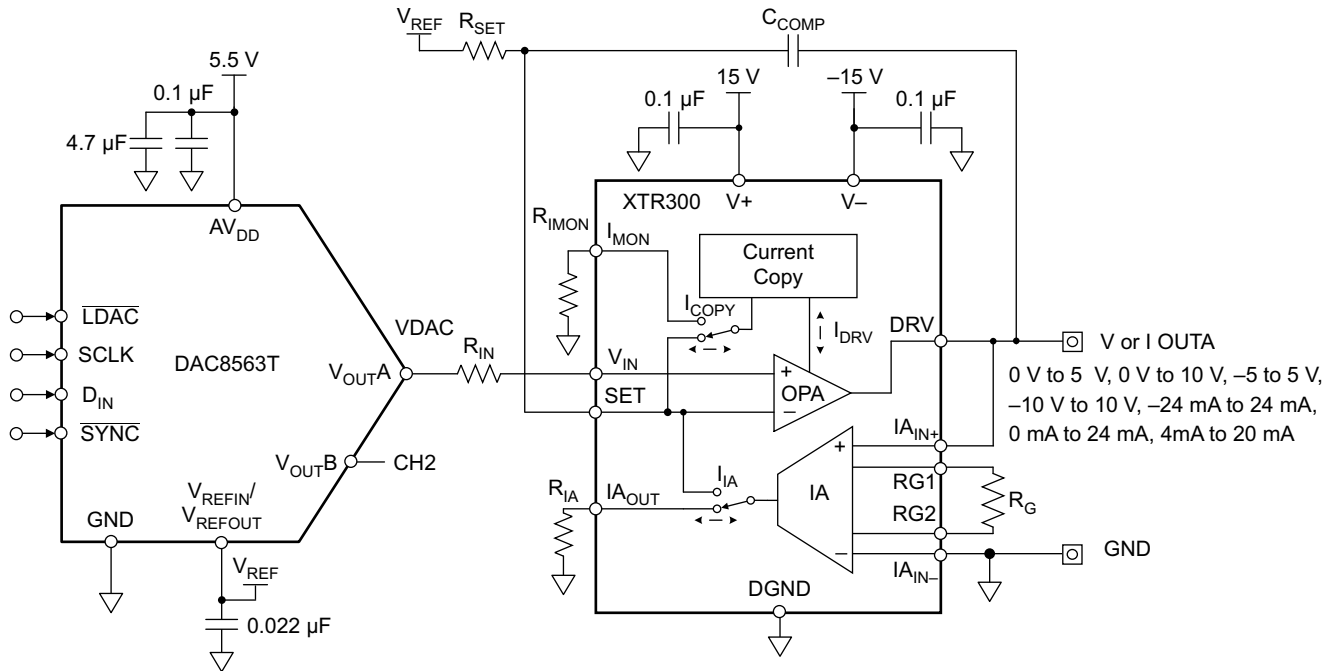 V_REF
R_SET
C_COMP
5.5 V
0.1 µF
4.7 µF
15 V
–15 V
0.1 µF
0.1 µF
XTR300
V+
V–
AV_DD
R_IMON
I_MON
Current
Copy
I_COPY
I_DRV
DRV
LDAC
SCLK
D_IN
SYNC
DAC8563T
VDAC
V_OUTA
R_IN
V_IN
SET
+
OPA
–
V or I OUTA
0 V to 5 V, 0 V to 10 V, –5 to 5 V,
–10 V to 10 V, –24 mA to 24 mA,
0 mA to 24 mA, 4mA to 20 mA
IA_IN+
+
RG1
R_G
RG2
IA
–
IA_IN–
GND
I_IA
R_IA
IA_OUT
V_OUTB
CH2
V_REFIN/
V_REFOUT
GND
V_REF
0.022 µF
DGND